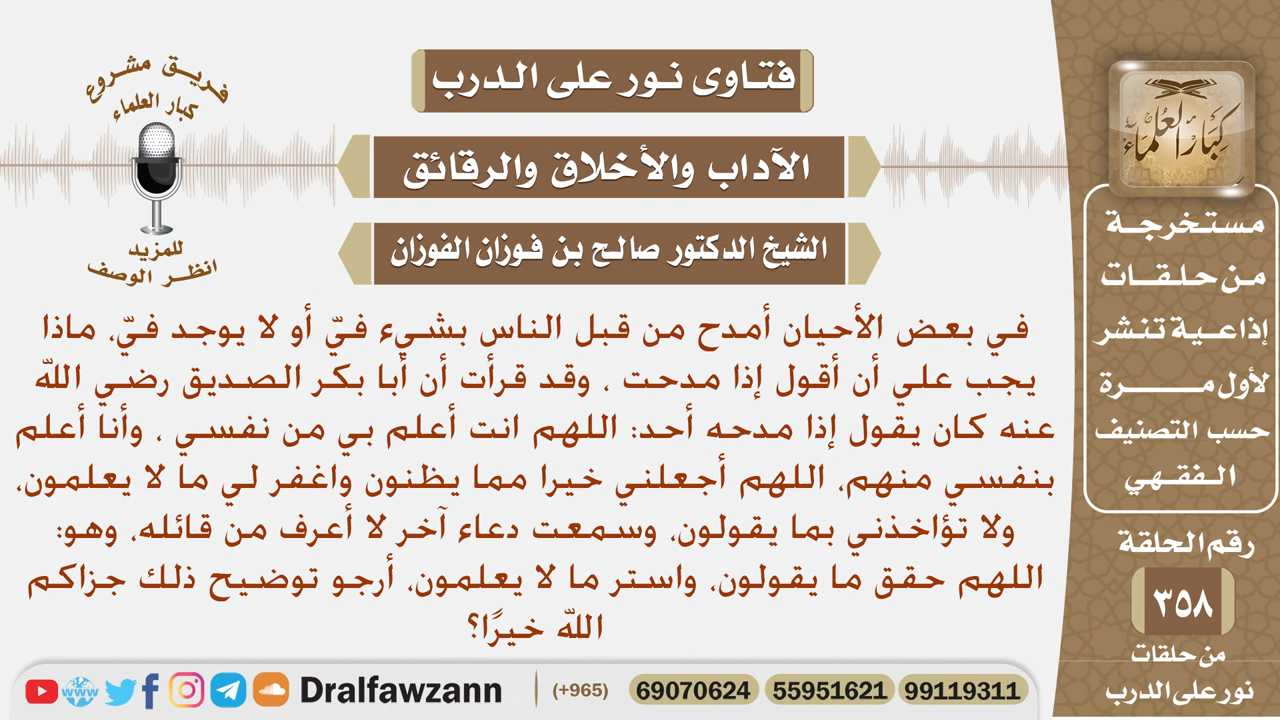 فتاوى نور على الدرب
الآداب والأخلاق والرقائق
الشيخ الدكتور صالح بن فوزان الفوزان
فريق مشروع
كبار العلماء
للمزيد
انظر الوصف
في بعض الأحيان أمدح من قبل الناس بشيء فيّ أو لا يوجد فيّ، ماذا
يجب علي أن أقول إذا مدحت ، وقد قرأت أن أبا بكر الصديق رضي الله
عنه كان يقول إذا مدحه أحد: اللهم انت أعلم بي من نفسي ، وأنا أعلم
بنفسي منهم، اللهم أجعلني خيرا مما يظنون واغفر لي ما لا يعلمون،
ولا تؤاخذني بما يقولون، وسمعت دعاء آخر لا أعرف من قائله، وهو:
اللهم حقق ما يقولون، واستر ما لا يعلمون، أرجو توضيح ذلك جزاكم
الله خيرًا؟
كبار العلماء
مستخرجة
من حلقات
إذاعية تنشر
لأول مرة
حسب التصنيف
الفقهي
رقم الحلقة
٣٥٨
من حلقات
نور على الدرب
www
Dralfawzann
(+965)
69070624
55951621
99119311